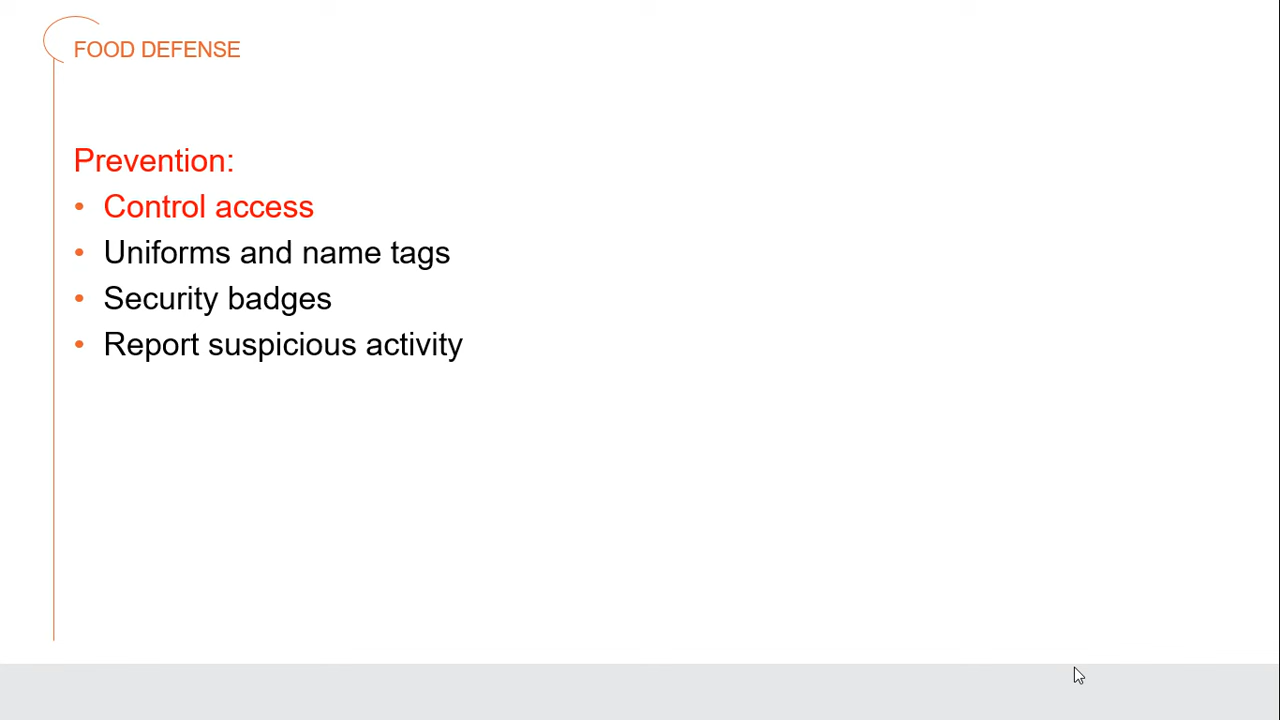 FOOD DEFENSE
Prevention:
• Control access
• Uniforms and name tags
• Security badges
• Report suspicious activity